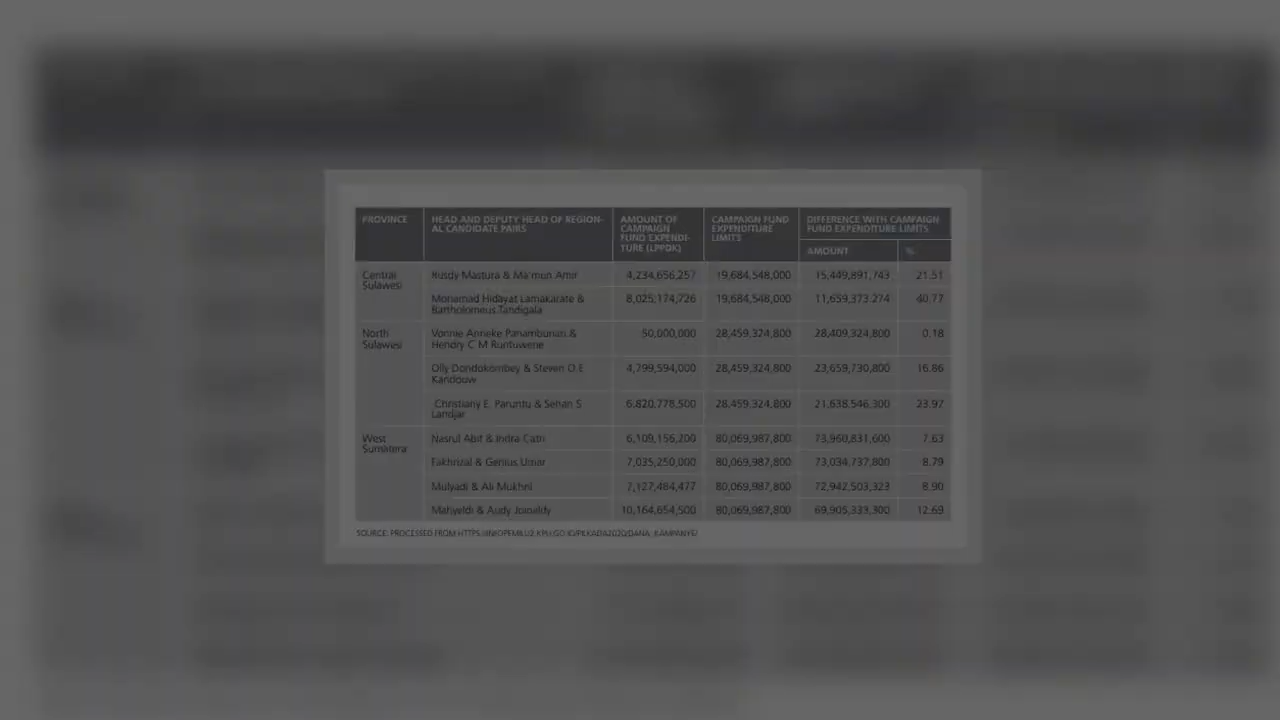 PROVINCE
HEAD AND DEPUTY HEAD OF REGION-
AL CANDIDATE PAIRS
AMOUNT OF
CAMPAIGN
FUND EXPENDI-
TURE (LPPDK)
CAMPAIGN FUND
EXPENDITURE
LIMITS
DIFFERENCE WITH CAMPAIGN
FUND EXPENDITURE LIMITS
AMOUNT
%
Central
Sulawesi
Rusdy Mastura & Ma'mun Amir
4,234,656,257
19,684,548,000
15,449,891,743
21.51
Mohamad Hidayat Lamakarate &
Bartholomeus Tandigala
8,025,174,726
19,684,548,000
11,659,373.274
40.77
North
Sulawesi
Vonnie Anneke Panambunan &
Hendry C M Runtuwene
50,000,000
28,459,324,800
28,409,324,800
0.18
Olly Dondokambey & Steven O E
Kandouw
4,799,594,000
28,459,324,800
23,659,730,800
16.86
Christiany E. Paruntu & Sehan S
Landjar
6.820,778,500
28,459,324,800
21,638,546,300
23.97
West
Sumatera
Nasrul Abit & Indra Catri
6,109,156,200
80,069,987,800
73,960,831,600
7.63
Fakhrizal & Genius Umar
7,035,250,000
80,069,987,800
73,034,737,800
8.79
Mulyadi & Ali Mukhni
7,127,484,477
80,069,987,800
72,942,503,323
8.90
Mahyeldi & Audy Joinaldy
10,164,654,500
80,069,987,800
69,905,333,300
12.69
SOURCE: PROCESSED FROM HTTPS://INFOPEMILU2.KPU.GO.ID/PILKADA2020/DANA_KAMPANYE/